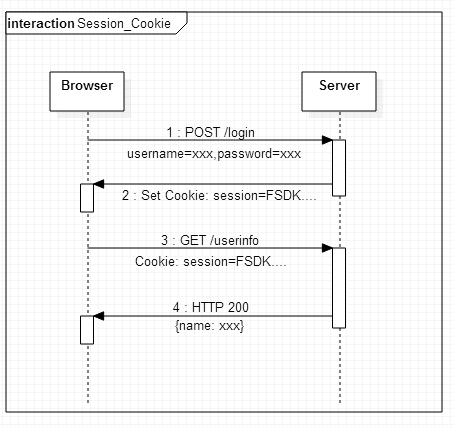 interaction Session_Cookie
Browser
Server
1 : POST /login
username=xxx,password=xxx
2 : Set Cookie: session=FSDK....
3 : GET /userinfo
Cookie: session=FSDK....
4 : HTTP 200
{name: xxx}